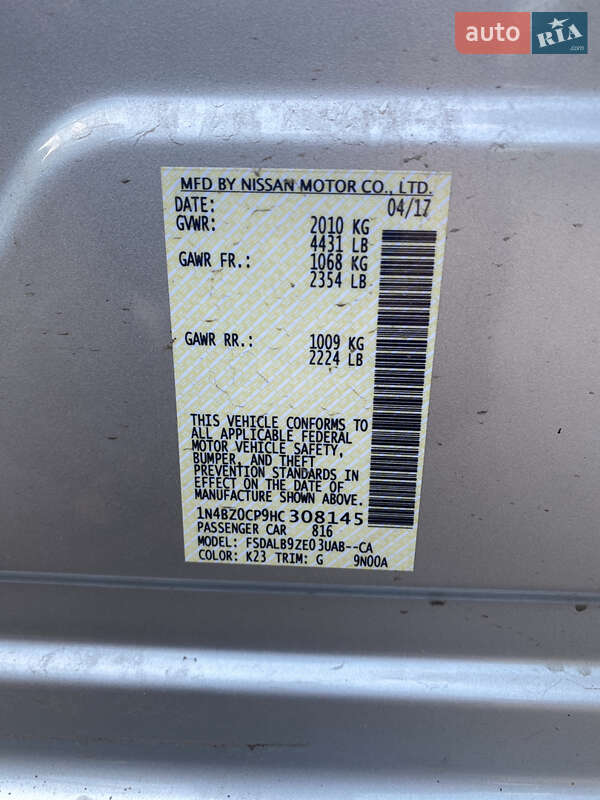 auto RIA .com
MFD BY NISSAN MOTOR CO., LTD.
DATE: 04/17
GVWR: 2010 KG
4431 LB
GAWR FR.: 1068 KG
2354 LB
GAWR RR.: 1009 KG
2224 LB
THIS VEHICLE CONFORMS TO
ALL APPLICABLE FEDERAL
MOTOR VEHICLE SAFETY,
BUMPER, AND THEFT
PREVENTION STANDARDS IN
EFFECT ON THE DATE OF
MANUFACTURE SHOWN ABOVE.
1N4BZ0CP9HC 308145
PASSENGER CAR 816
MODEL: FSDALB9ZE03UAB--CA
COLOR: K23 TRIM: G 9N00A